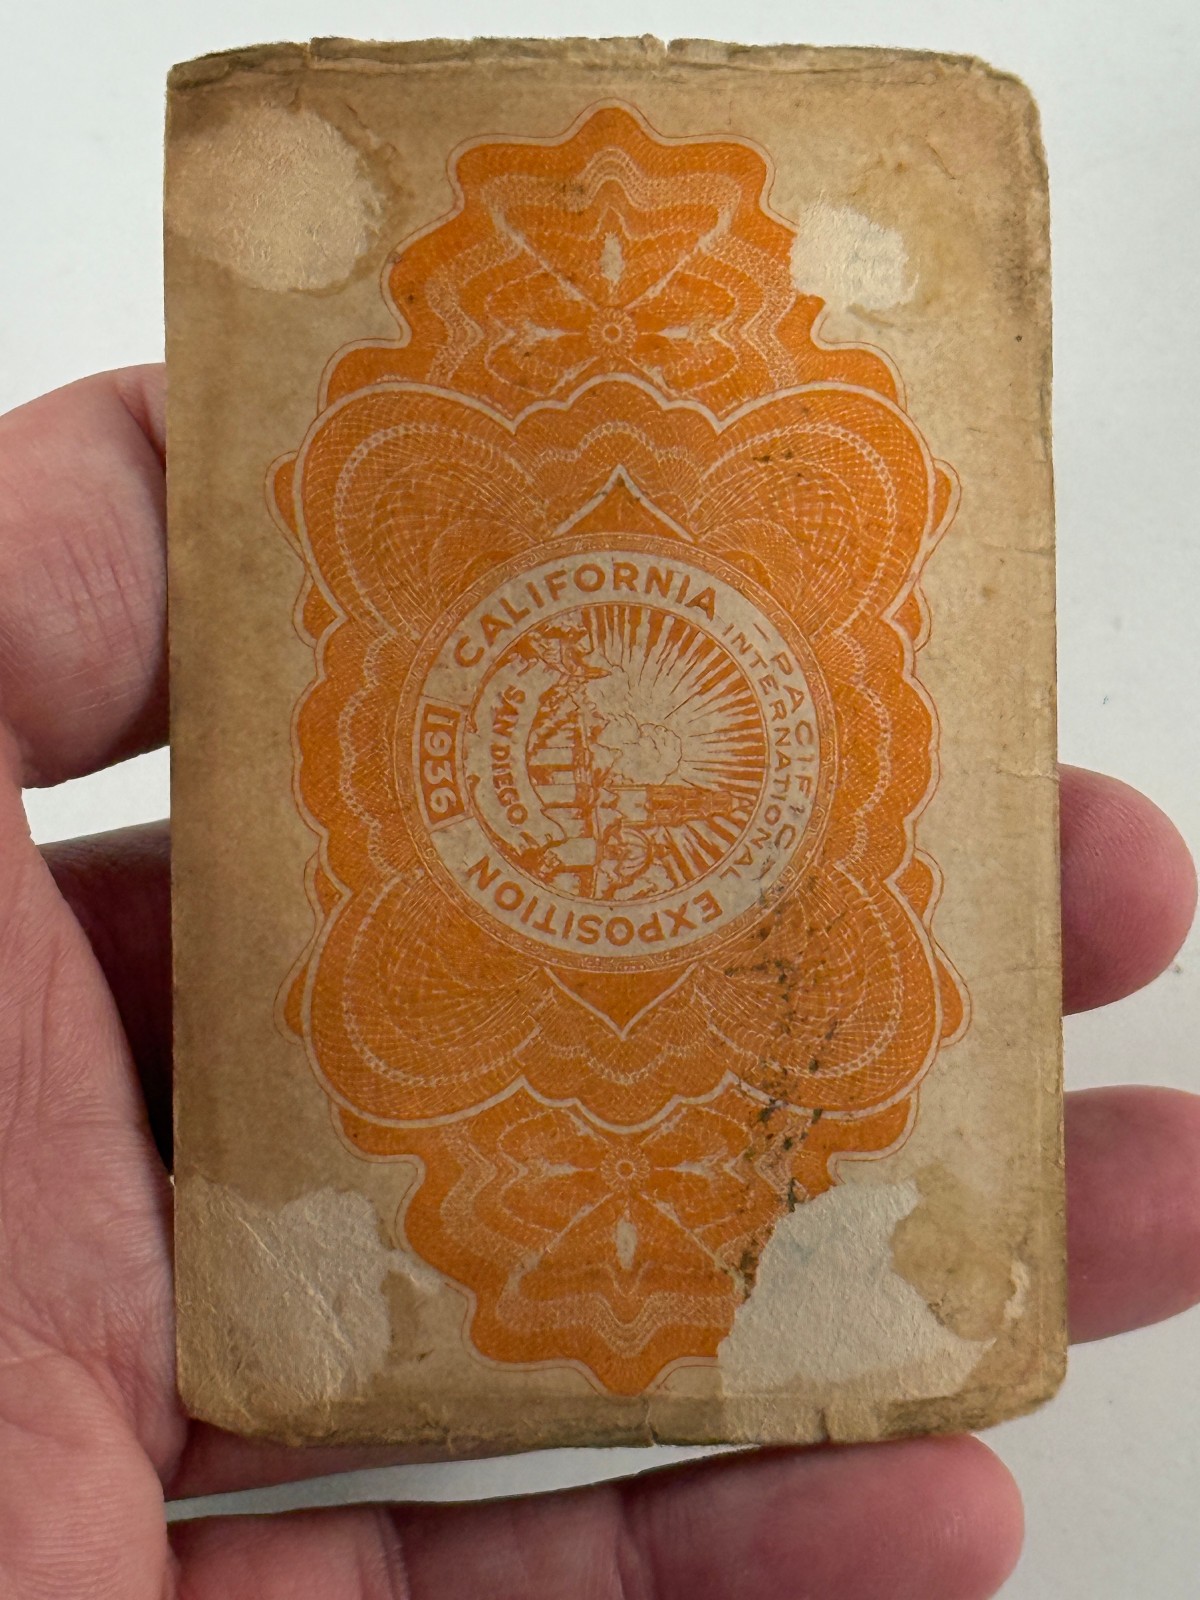 CALIFORNIA – PACIFIC
INTERNATIONAL EXPOSITION
1936
SAN DIEGO